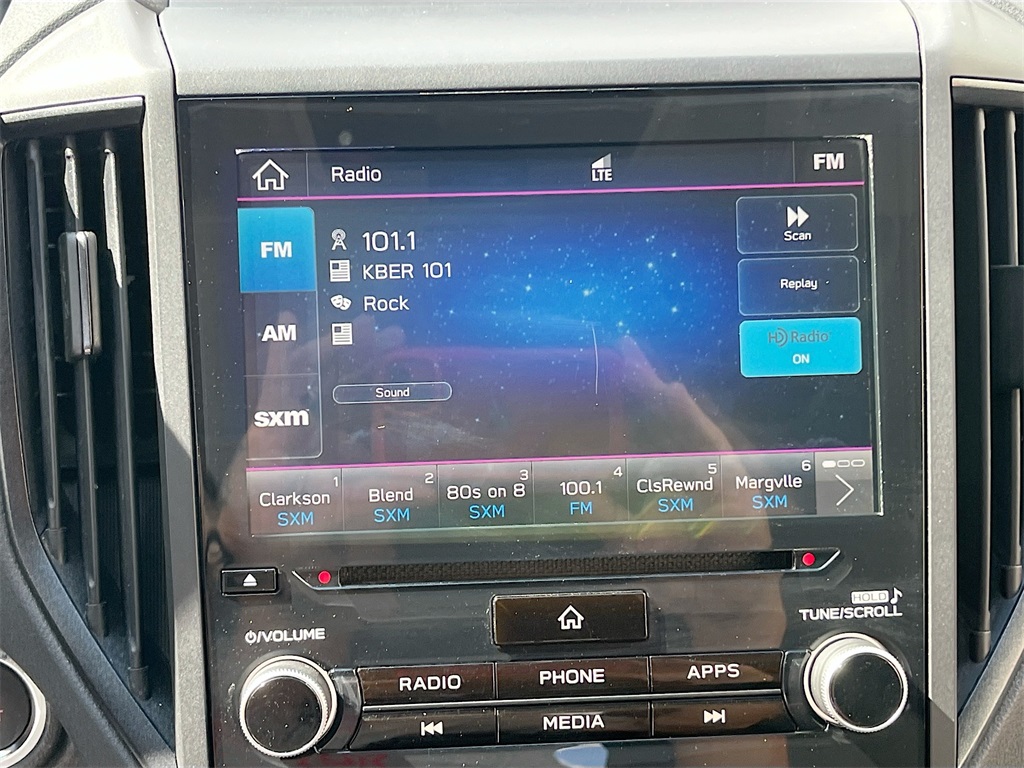 Radio
LTE
FM
FM
101.1
KBER 101
Rock
AM
sxm
Sound
Scan
Replay
HD Radio
ON
1 2 3 4 5 6
Clarkson Blend 80s on 8 100.1 ClsRewnd Margvlle
SXM SXM SXM FM SXM SXM
HOLD
TUNE/SCROLL
/VOLUME
RADIO PHONE APPS
MEDIA